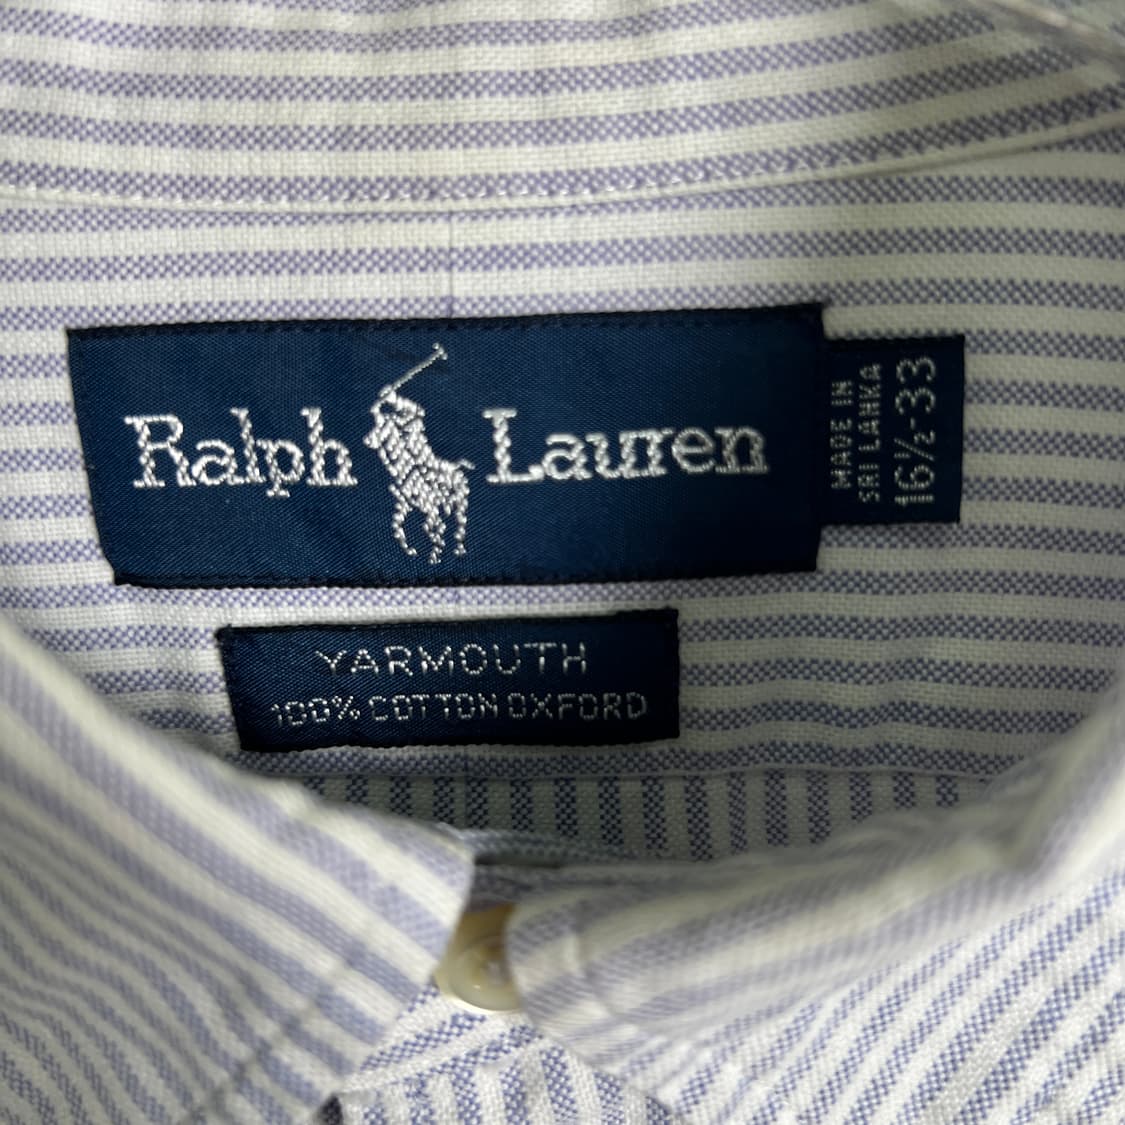 Ralph Lauren
MADE IN
SRI LANKA
16½-33
YARMOUTH
100% COTTON OXFORD